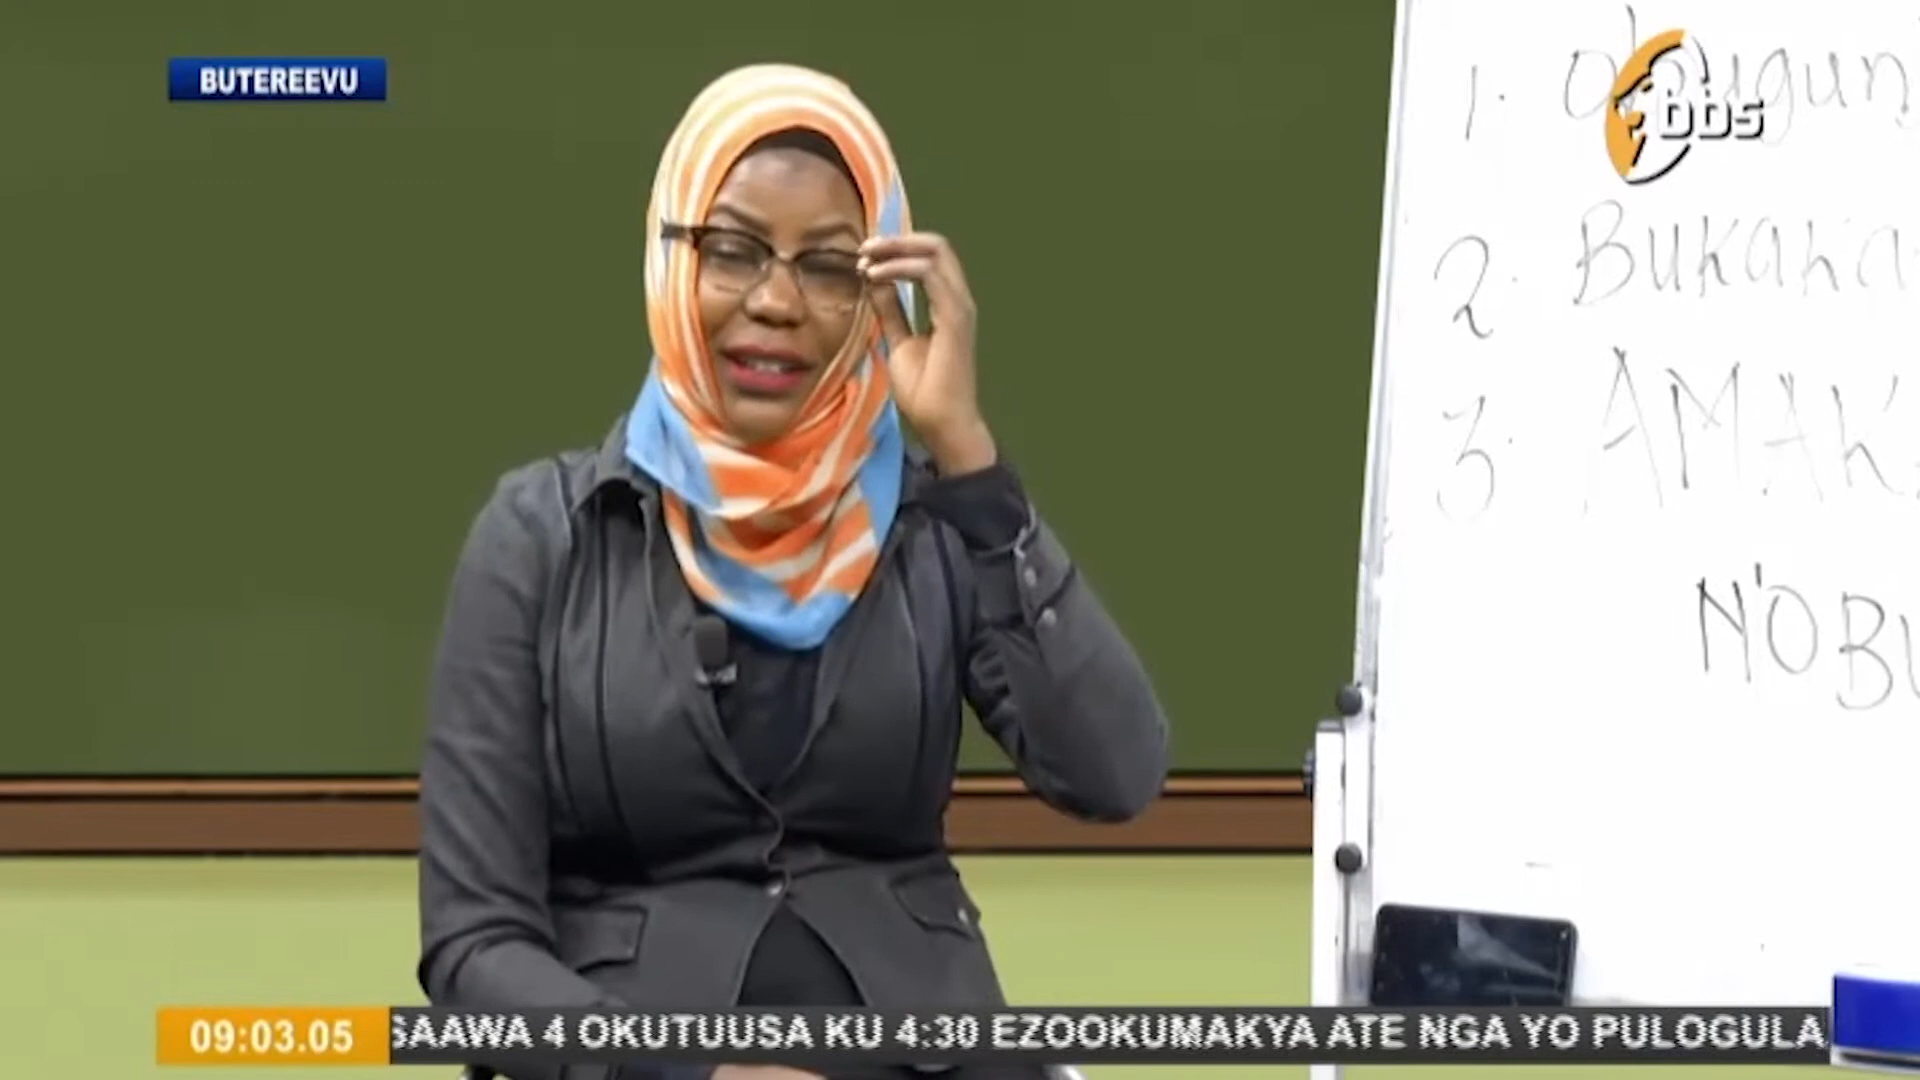 BUTEREEVU
bbs
1.
2. Bukaka
3. AMAK
N'OBU
09:03.05
SAAWA 4 OKUTUUSA KU 4:30 EZOOKUMAKYA ATE NGA YO PULOGULA